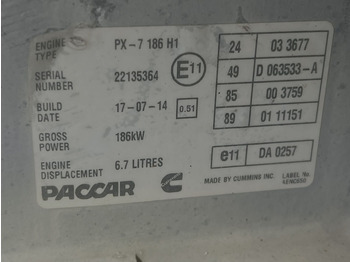 ENGINE TYPE PX-7 186 H1
SERIAL NUMBER 22135364
BUILD DATE 17-07-14 0.51
GROSS POWER 186kW
ENGINE DISPLACEMENT 6.7 LITRES
PACCAR
E11
24 03 3677
49 D 063533-A
85 00 3759
89 01 11151
e11 DA 0257
MADE BY CUMMINS INC.
LABEL No